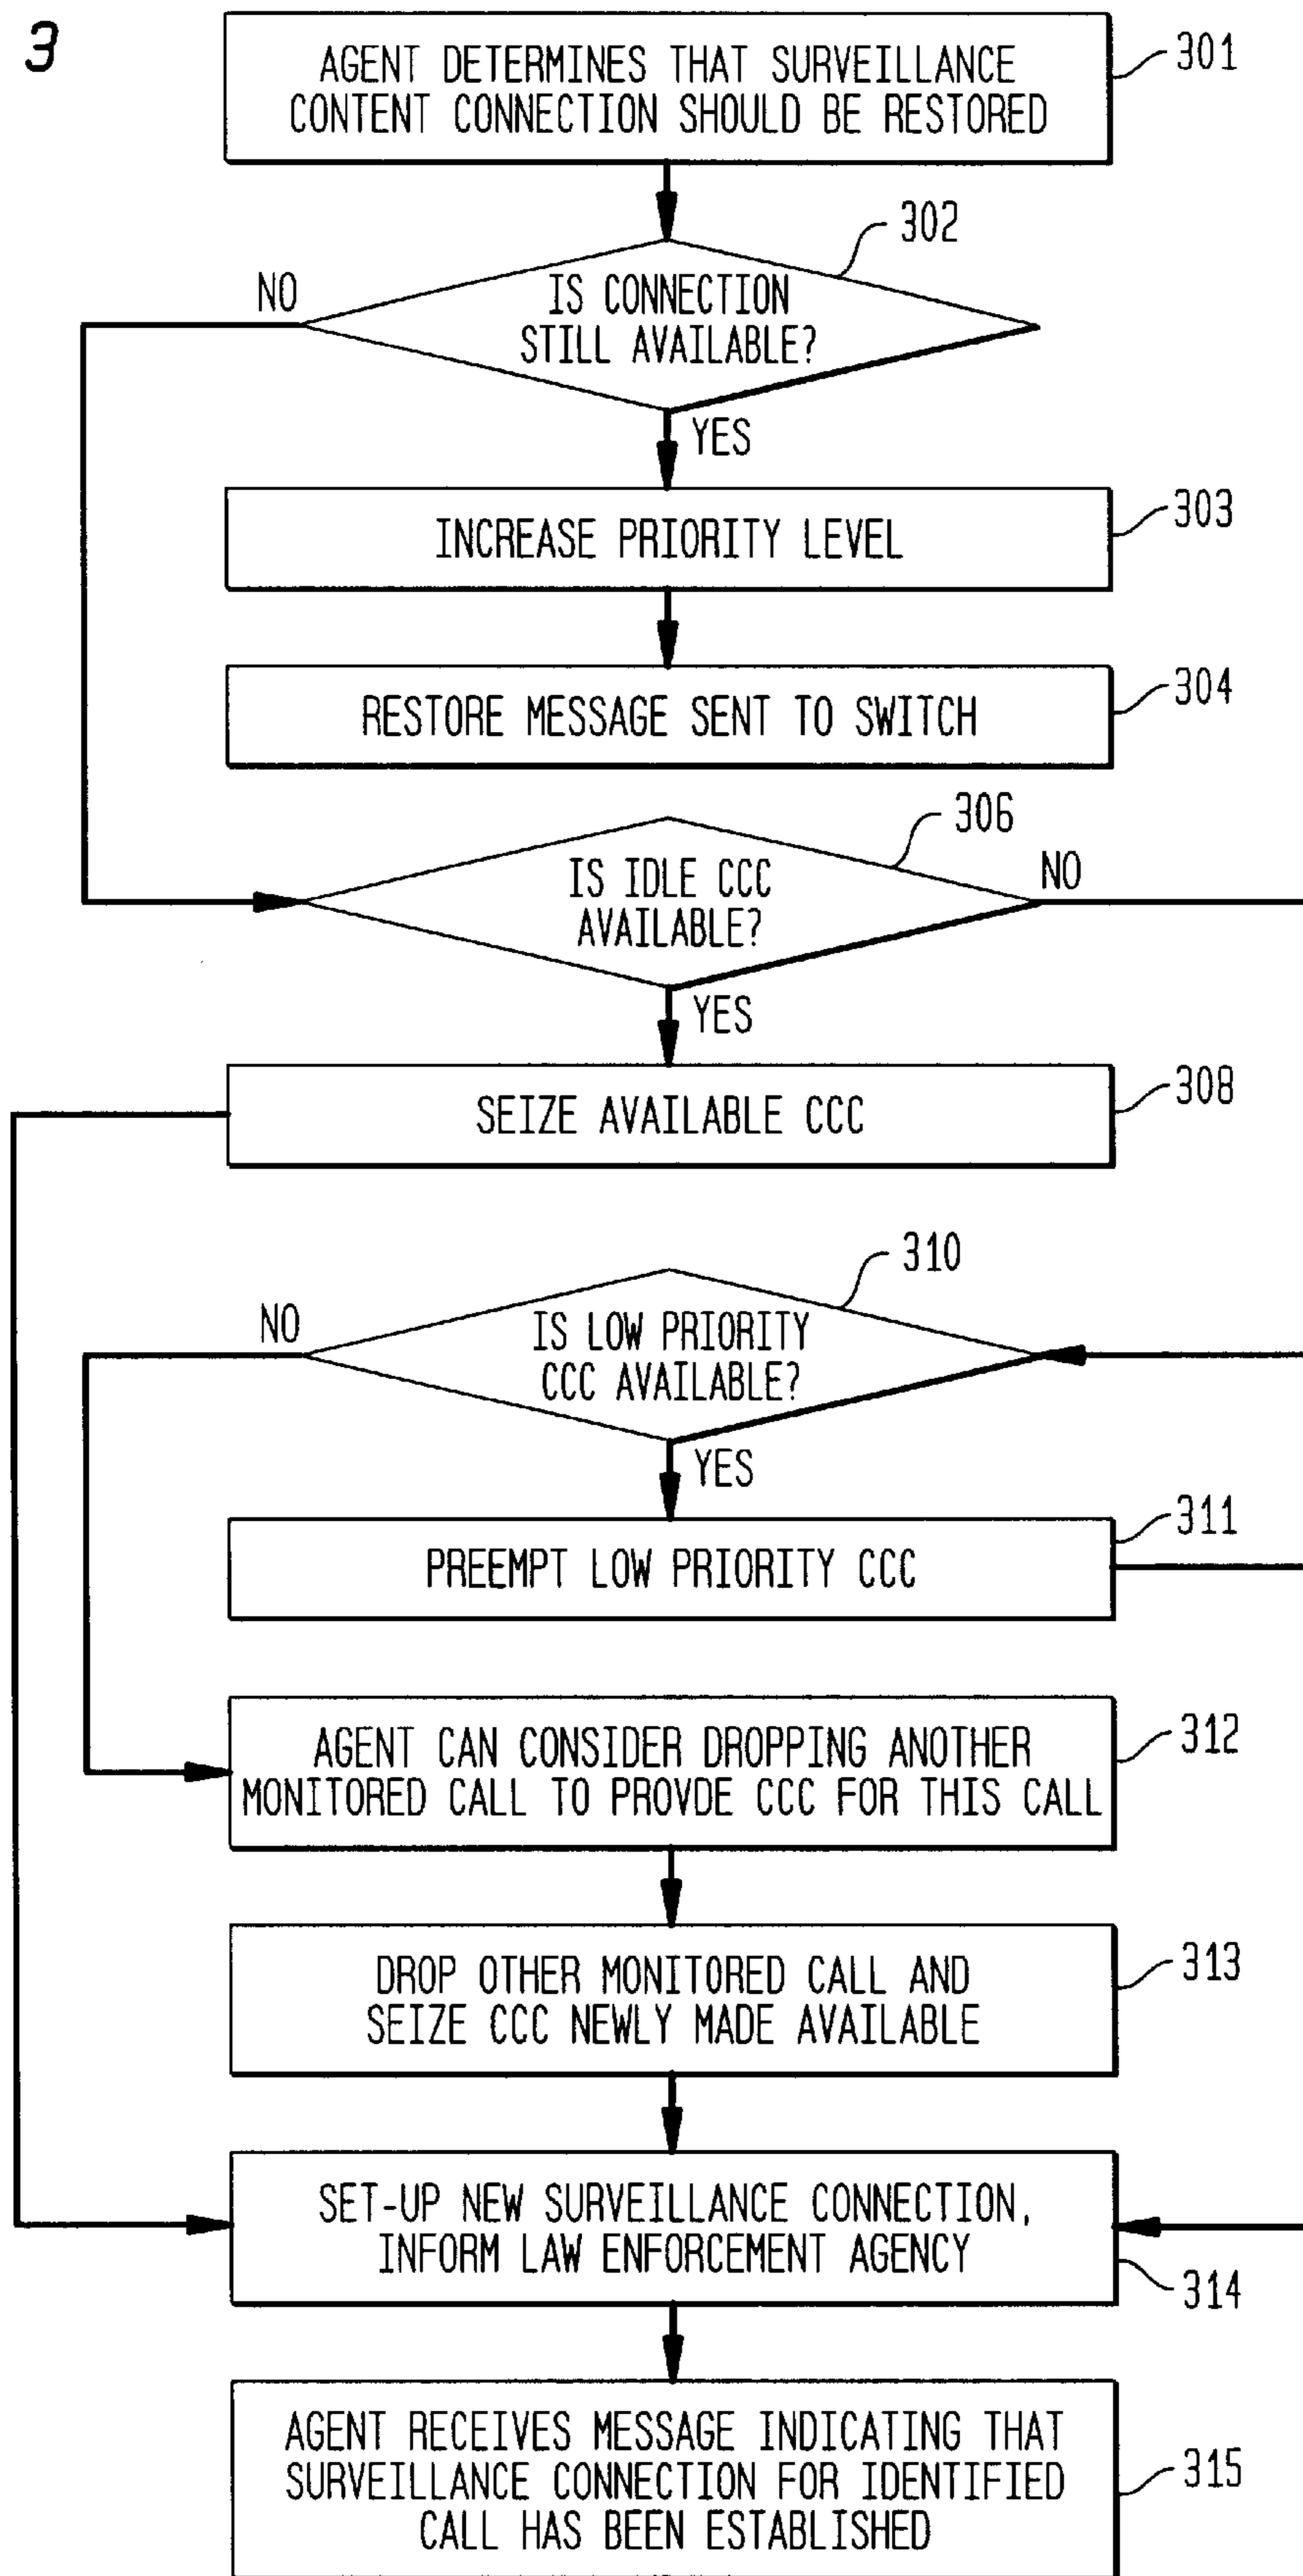 3
AGENT DETERMINES THAT SURVEILLANCE
CONTENT CONNECTION SHOULD BE RESTORED
301
302
NO
IS CONNECTION
STILL AVAILABLE?
YES
INCREASE PRIORITY LEVEL
303
RESTORE MESSAGE SENT TO SWITCH
304
306
IS IDLE CCC
AVAILABLE?
NO
YES
SEIZE AVAILABLE CCC
308
310
NO
IS LOW PRIORITY
CCC AVAILABLE?
YES
PREEMPT LOW PRIORITY CCC
311
AGENT CAN CONSIDER DROPPING ANOTHER
MONITORED CALL TO PROVDE CCC FOR THIS CALL
312
DROP OTHER MONITORED CALL AND
SEIZE CCC NEWLY MADE AVAILABLE
313
SET-UP NEW SURVEILLANCE CONNECTION,
INFORM LAW ENFORCEMENT AGENCY
314
AGENT RECEIVES MESSAGE INDICATING THAT
SURVEILLANCE CONNECTION FOR IDENTIFIED
CALL HAS BEEN ESTABLISHED
315